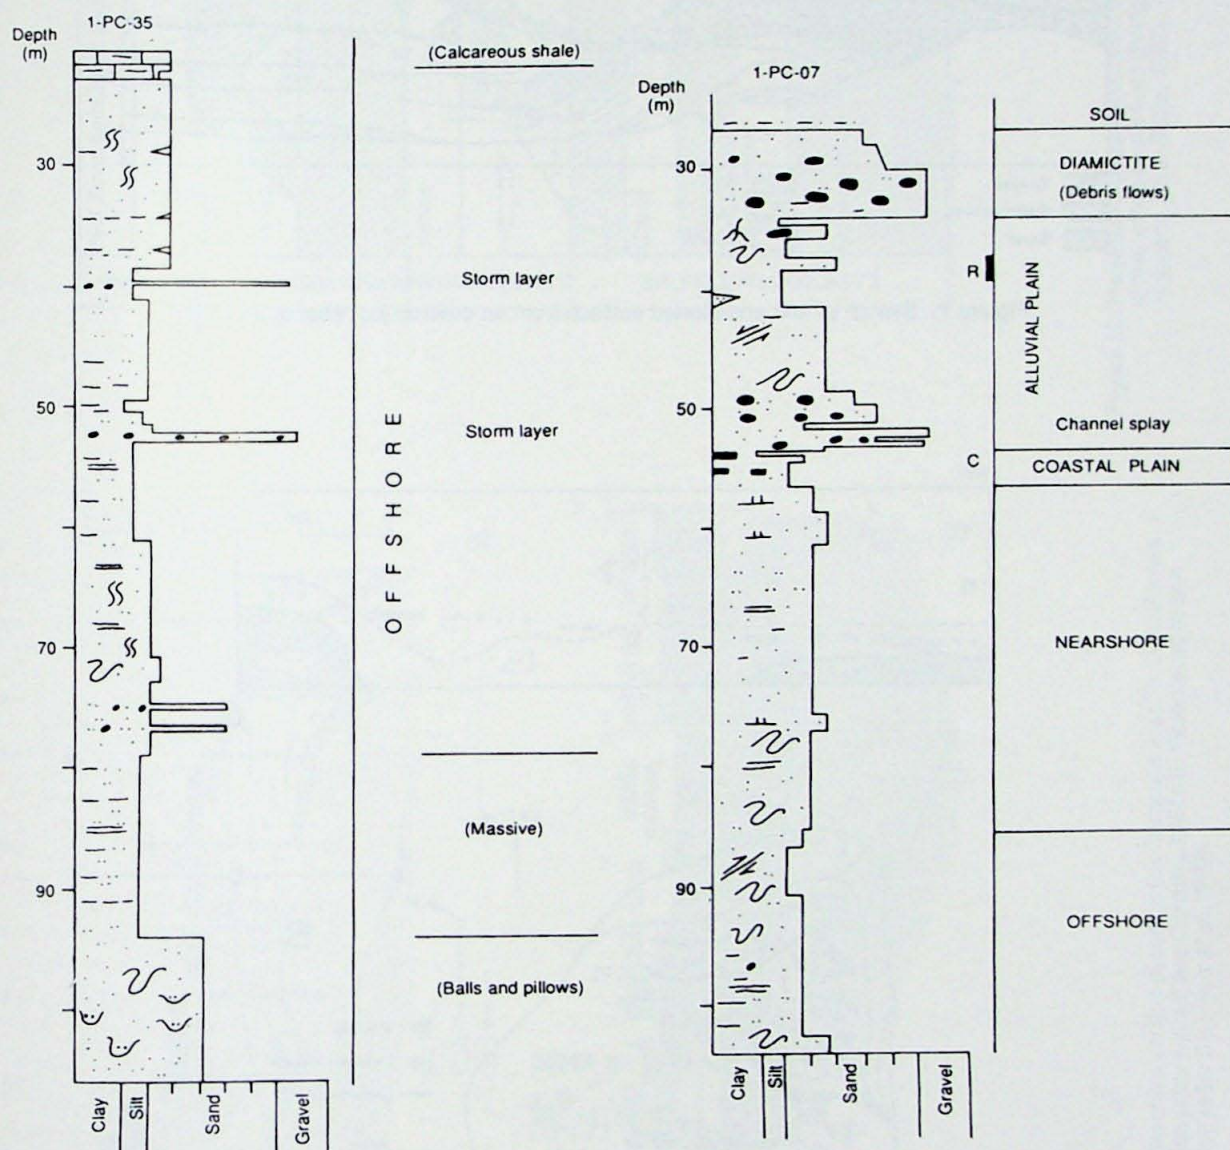 1-PC-35
Depth
(m)
30
50
70
90
Clay
Silt
Sand
Gravel
OFFSHORE
(Calcareous shale)
Storm layer
Storm layer
(Massive)
(Balls and pillows)
1-PC-07
Depth
(m)
30
50
70
90
Clay
Silt
Sand
Gravel
R
C
SOIL
DIAMICTITE
(Debris flows)
ALLUVIAL PLAIN
Channel splay
COASTAL PLAIN
NEARSHORE
OFFSHORE